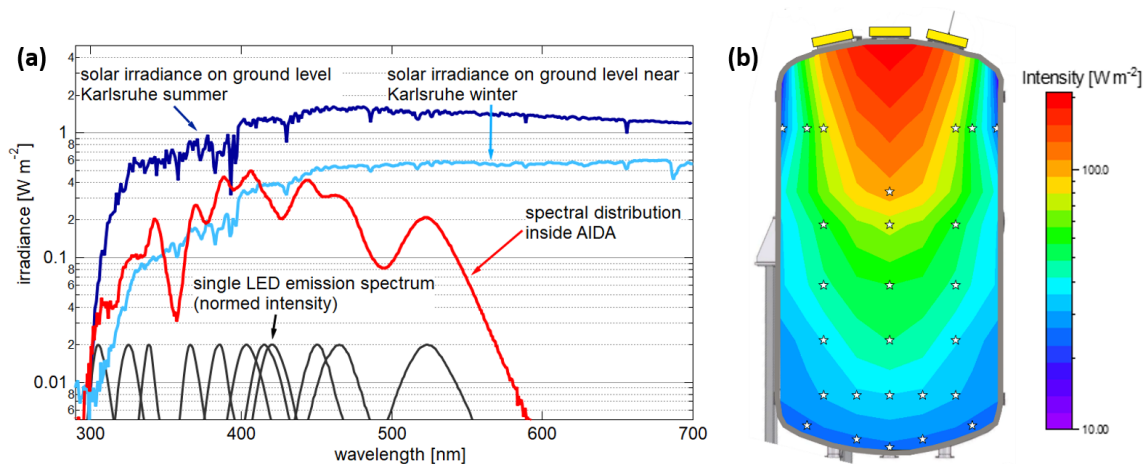 (a)
solar irradiance on ground level
Karlsruhe summer
solar irradiance on ground level near
Karlsruhe winter
spectral distribution
inside AIDA
single LED emission spectrum
(normed intensity)
irradiance [W m-2]
4
2
1
8
6
4
2
0.1
8
6
4
2
0.01
8
6
300
400
500
600
700
wavelength [nm]
(b)
Intensity [W m-2]
100.0
10.00